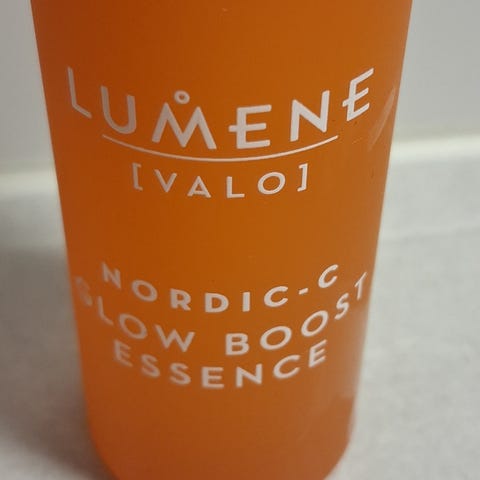 LUMENE
[VALO]
NORDIC-C
GLOW BOOST
ESSENCE